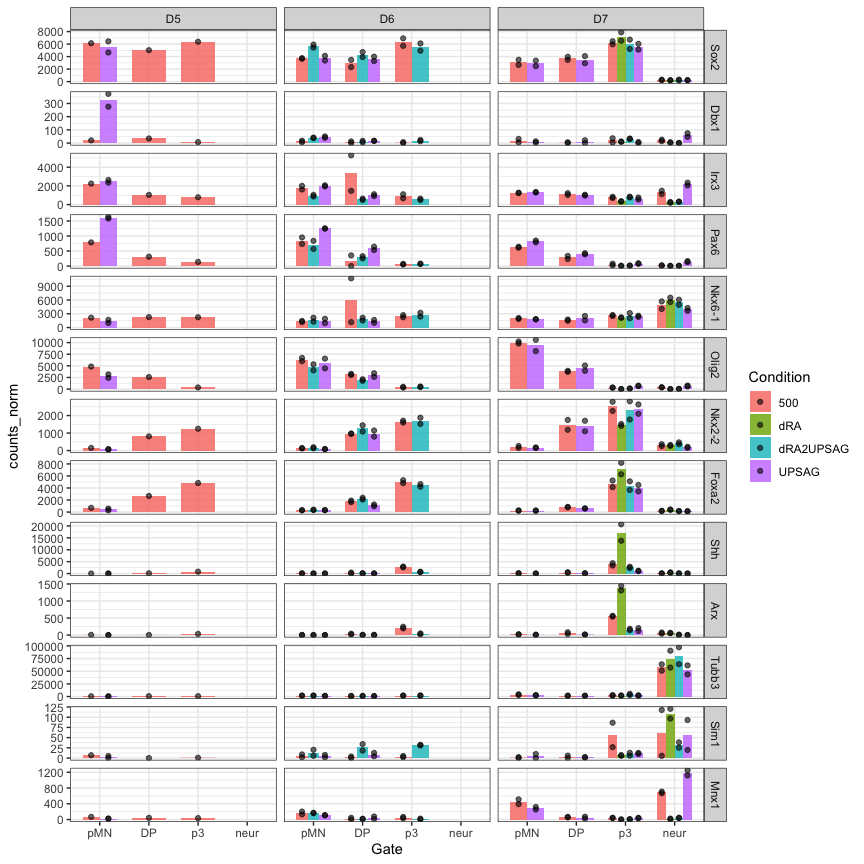 D5 D6 D7
8000
6000
4000
2000
0
Sox2
300
200
100
0
Dbx1
4000
2000
0
Irx3
1500
1000
500
0
Pax6
9000
6000
3000
0
Nkx6-1
10000
7500
5000
2500
0
Olig2
2000
1000
0
Nkx2-2
8000
6000
4000
2000
0
Foxa2
20000
15000
10000
5000
0
Shh
1500
1000
500
0
Arx
100000
75000
50000
25000
0
Tubb3
125
100
75
50
25
0
Sim1
1200
800
400
0
Mnx1
counts_norm
pMN DP p3 neur pMN DP p3 neur pMN DP p3 neur
Gate
Condition
500
dRA
dRA2UPSAG
UPSAG